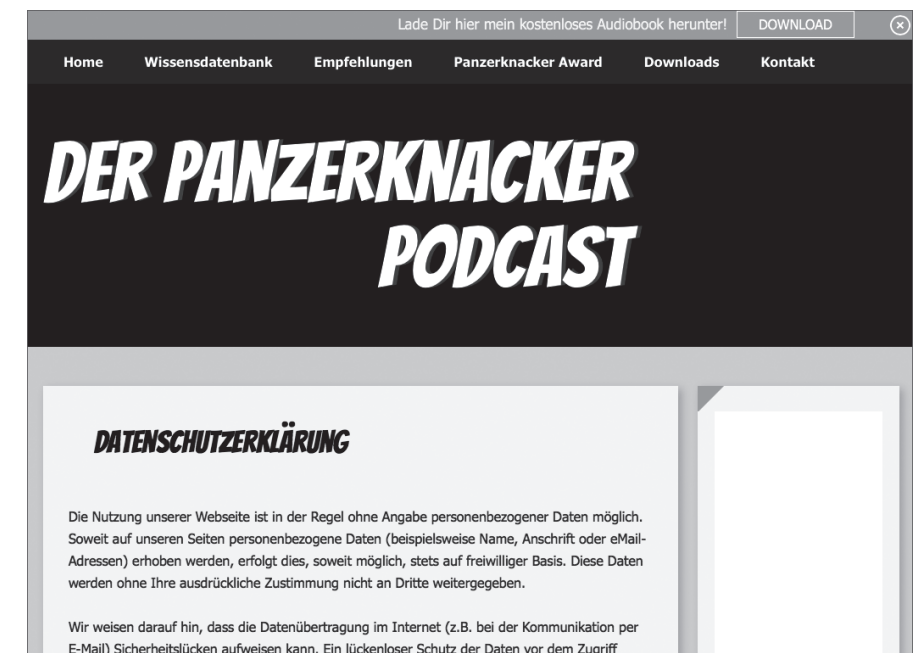 Lade Dir hier mein kostenloses Audiobook herunter! DOWNLOAD
Home Wissensdatenbank Empfehlungen Panzerknacker Award Downloads Kontakt
DER PANZERKNACKER
PODCAST
DATENSCHUTZERKLÄRUNG
Die Nutzung unserer Webseite ist in der Regel ohne Angabe personenbezogener Daten möglich.
Soweit auf unseren Seiten personenbezogene Daten (beispielsweise Name, Anschrift oder eMail-
Adressen) erhoben werden, erfolgt dies, soweit möglich, stets auf freiwilliger Basis. Diese Daten
werden ohne Ihre ausdrückliche Zustimmung nicht an Dritte weitergegeben.
Wir weisen darauf hin, dass die Datenübertragung im Internet (z.B. bei der Kommunikation per
E-Mail) Sicherheitslücken aufweisen kann. Ein lückenloser Schutz der Daten vor dem Zugriff